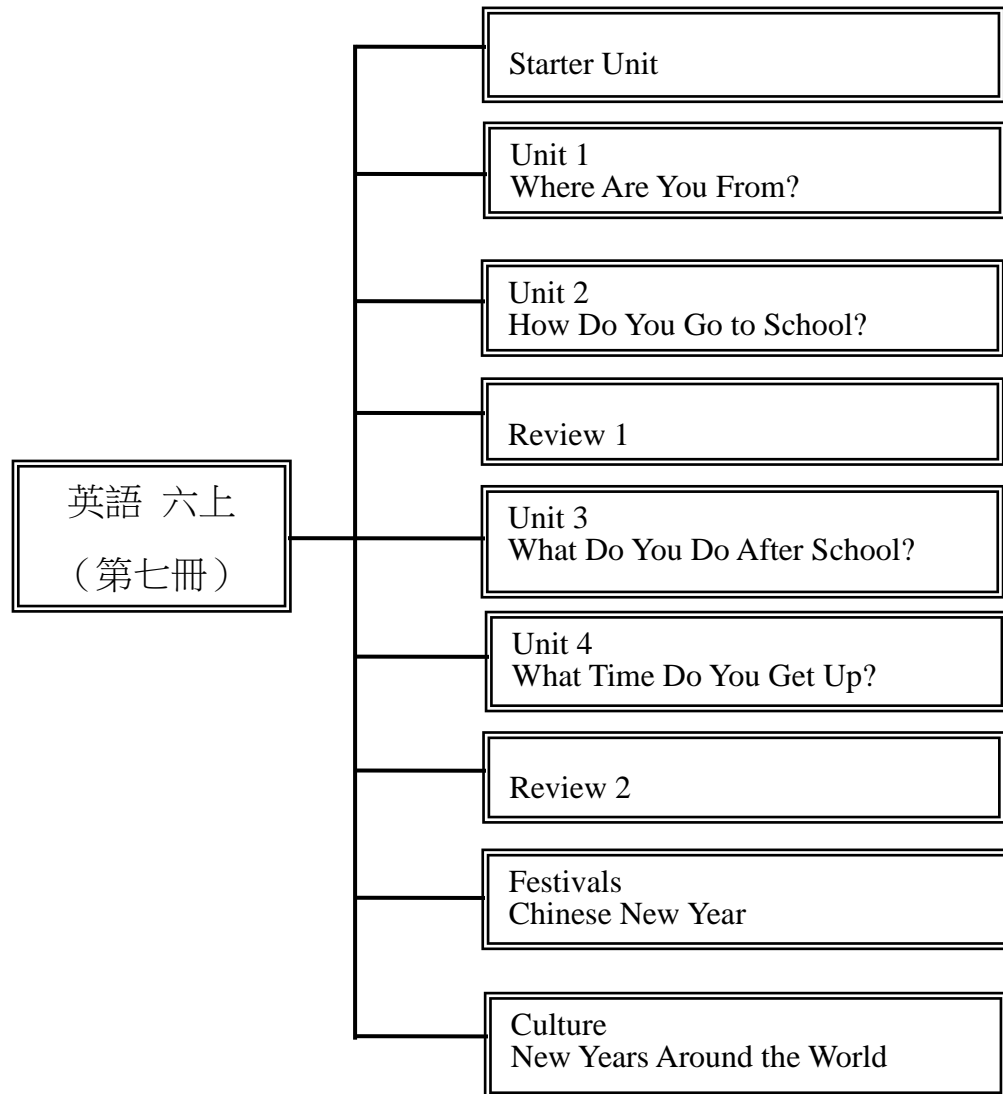 英語 六上
（第七冊）
Starter Unit
Unit 1
Where Are You From?
Unit 2
How Do You Go to School?
Review 1
Unit 3
What Do You Do After School?
Unit 4
What Time Do You Get Up?
Review 2
Festivals
Chinese New Year
Culture
New Years Around the World